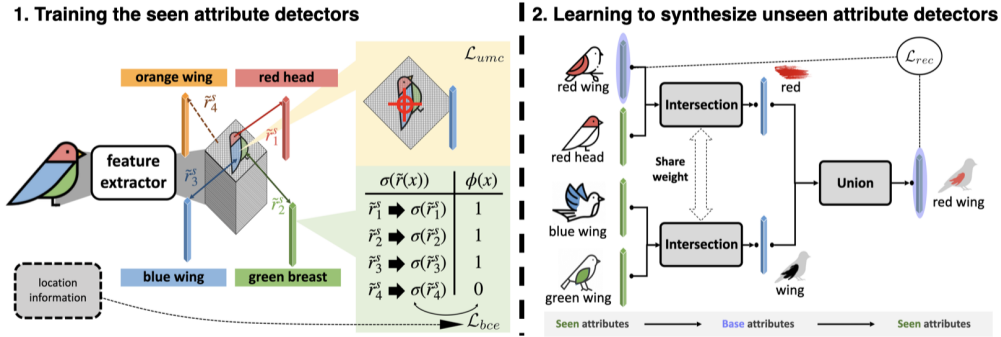 1. Training the seen attribute detectors
orange wing
red head
r̃₄ˢ
r̃₁ˢ
feature
extractor
r̃₃ˢ
r̃₂ˢ
blue wing
green breast
location
information
ℒumc
σ(r̃(x)) ϕ(x)
r̃₁ˢ → σ(r̃₁ˢ) 1
r̃₂ˢ → σ(r̃₂ˢ) 1
r̃₃ˢ → σ(r̃₃ˢ) 1
r̃₄ˢ → σ(r̃₄ˢ) 0
ℒbce
2. Learning to synthesize unseen attribute detectors
red wing
red head
blue wing
green wing
Intersection
Share
weight
Intersection
red
wing
Union
ℒrec
red wing
Seen attributes → Base attributes → Seen attributes